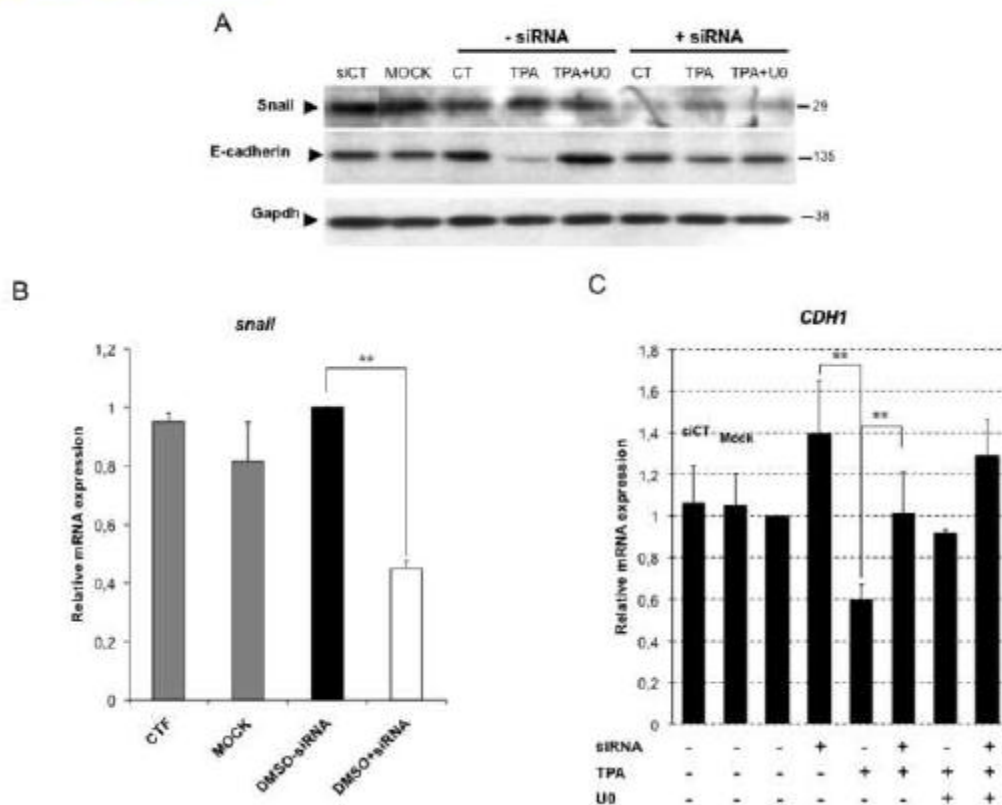 A
- siRNA + siRNA
siCT MOCK CT TPA TPA+U0 CT TPA TPA+U0
Snail 29
E-cadherin 135
Gapdh 38
B
snail
Relative mRNA expression
1,2
1
0,8
0,6
0,4
0,2
0
**
CTF MOCK DMSO-siRNA DMSO+siRNA
C
CDH1
Relative mRNA expression
1,8
1,6
1,4
1,2
1
0,8
0,6
0,4
0,2
0
** **
siCT Mock
siRNA - - - + - + - +
TPA - - - - + + + +
U0 - - - - - - + +